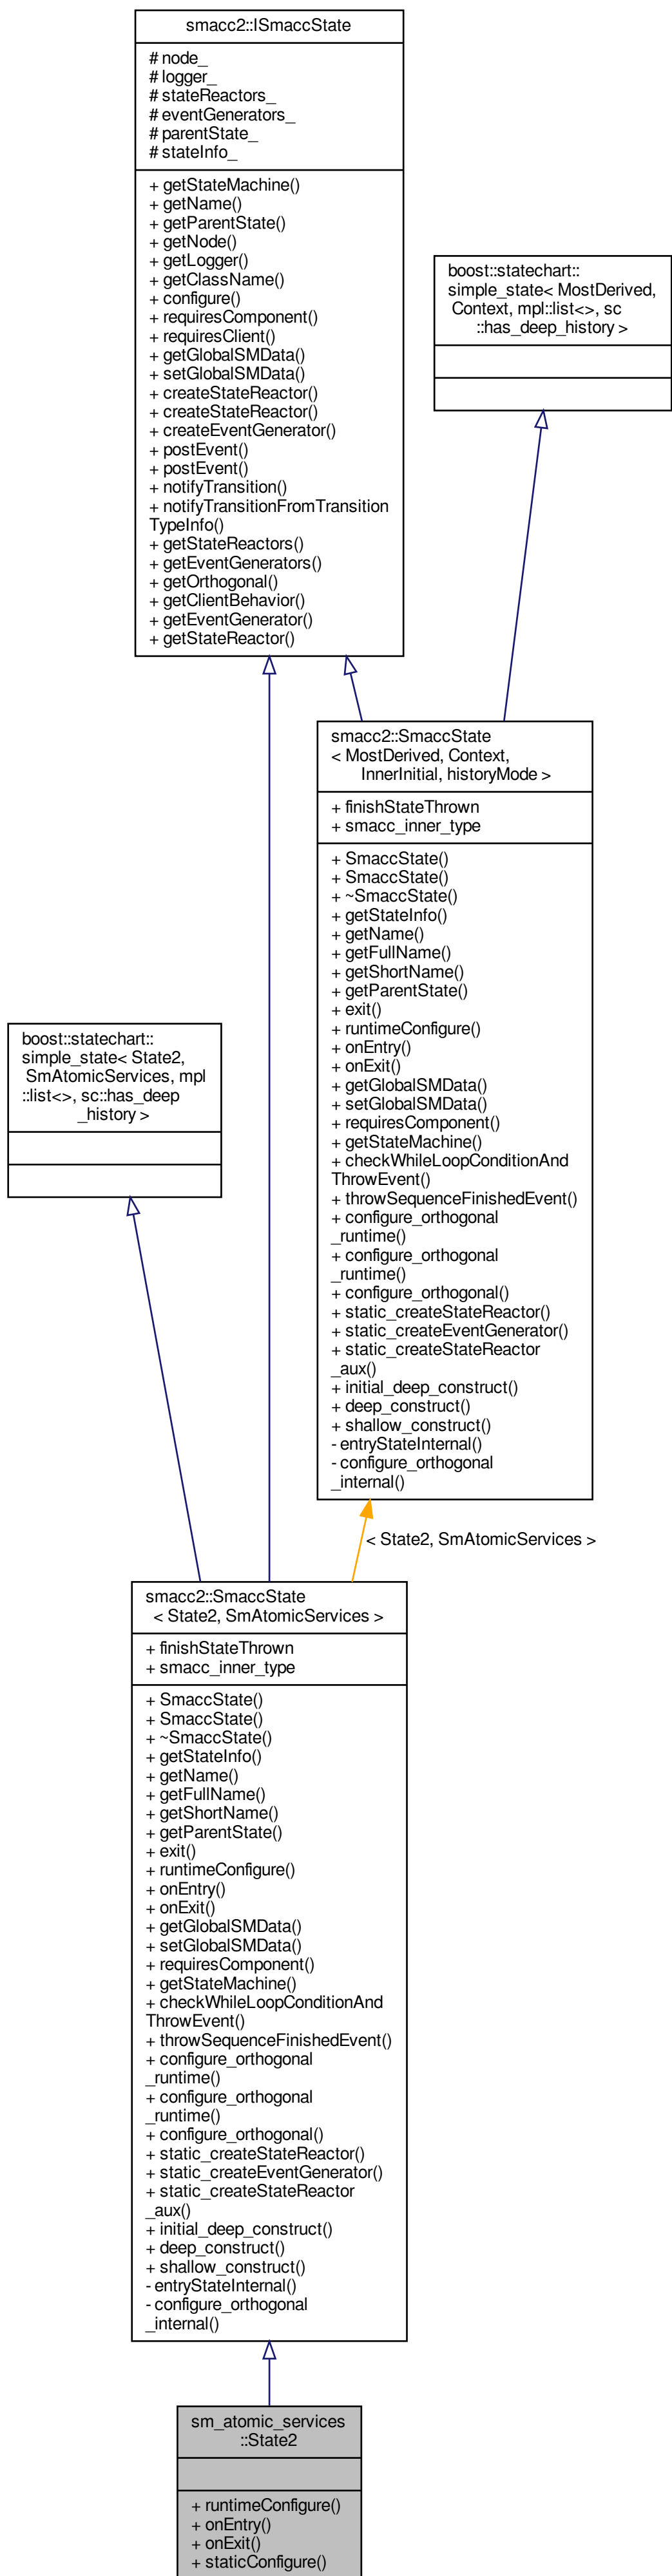 smacc2::ISmaccState
# node_
# logger_
# stateReactors_
# eventGenerators_
# parentState_
# stateInfo_
+ getStateMachine()
+ getName()
+ getParentState()
+ getNode()
+ getLogger()
+ getClassName()
+ configure()
+ requiresComponent()
+ requiresClient()
+ getGlobalSMData()
+ setGlobalSMData()
+ createStateReactor()
+ createStateReactor()
+ createEventGenerator()
+ postEvent()
+ postEvent()
+ notifyTransition()
+ notifyTransitionFromTransition
TypeInfo()
+ getStateReactors()
+ getEventGenerators()
+ getOrthogonal()
+ getClientBehavior()
+ getEventGenerator()
+ getStateReactor()
boost::statechart::
simple_state< MostDerived,
Context, mpl::list<>, sc
::has_deep_history >
smacc2::SmaccState
< MostDerived, Context,
InnerInitial, historyMode >
+ finishStateThrown
+ smacc_inner_type
+ SmaccState()
+ SmaccState()
+ ~SmaccState()
+ getStateInfo()
+ getName()
+ getFullName()
+ getShortName()
+ getParentState()
+ exit()
+ runtimeConfigure()
+ onEntry()
+ onExit()
+ getGlobalSMData()
+ setGlobalSMData()
+ requiresComponent()
+ getStateMachine()
+ checkWhileLoopConditionAnd
ThrowEvent()
+ throwSequenceFinishedEvent()
+ configure_orthogonal
_runtime()
+ configure_orthogonal
_runtime()
+ configure_orthogonal()
+ static_createStateReactor()
+ static_createEventGenerator()
+ static_createStateReactor
_aux()
+ initial_deep_construct()
+ deep_construct()
+ shallow_construct()
- entryStateInternal()
- configure_orthogonal
_internal()
boost::statechart::
simple_state< State2,
SmAtomicServices, mpl
::list<>, sc::has_deep
_history >
< State2, SmAtomicServices >
smacc2::SmaccState
< State2, SmAtomicServices >
+ finishStateThrown
+ smacc_inner_type
+ SmaccState()
+ SmaccState()
+ ~SmaccState()
+ getStateInfo()
+ getName()
+ getFullName()
+ getShortName()
+ getParentState()
+ exit()
+ runtimeConfigure()
+ onEntry()
+ onExit()
+ getGlobalSMData()
+ setGlobalSMData()
+ requiresComponent()
+ getStateMachine()
+ checkWhileLoopConditionAnd
ThrowEvent()
+ throwSequenceFinishedEvent()
+ configure_orthogonal
_runtime()
+ configure_orthogonal
_runtime()
+ configure_orthogonal()
+ static_createStateReactor()
+ static_createEventGenerator()
+ static_createStateReactor
_aux()
+ initial_deep_construct()
+ deep_construct()
+ shallow_construct()
- entryStateInternal()
- configure_orthogonal
_internal()
sm_atomic_services
::State2
+ runtimeConfigure()
+ onEntry()
+ onExit()
+ staticConfigure()